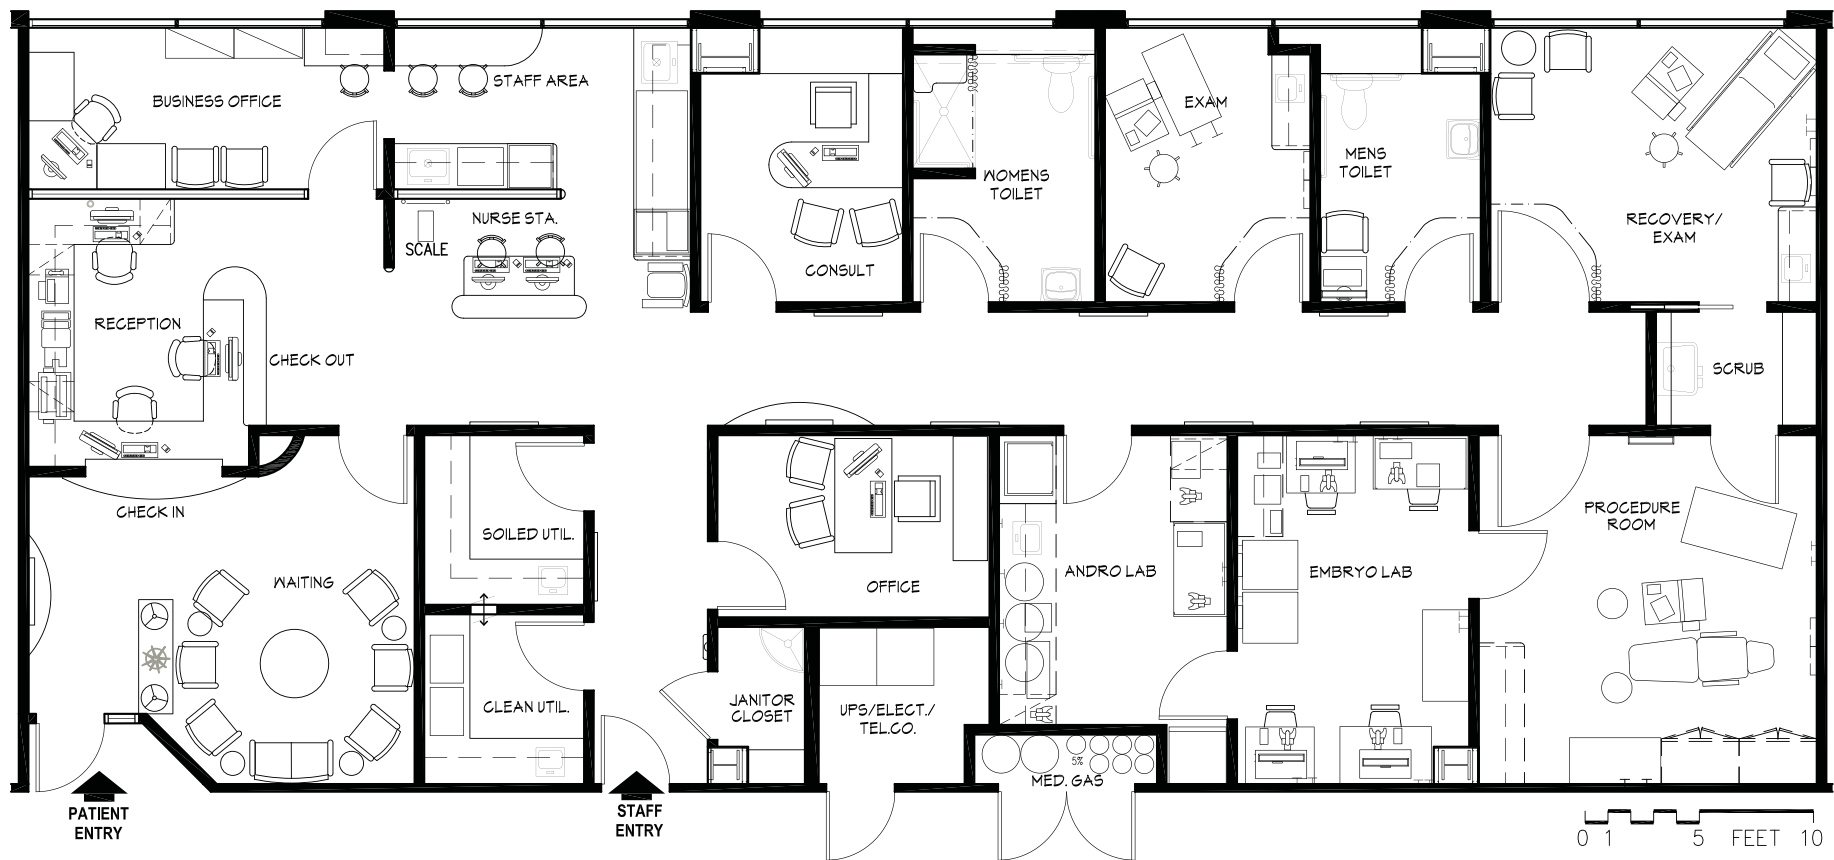 STAFF AREA
BUSINESS OFFICE
EXAM
MENS
TOILET
WOMENS
TOILET
NURSE STA.
SCALE
RECOVERY/
EXAM
CONSULT
RECEPTION
CHECK OUT
SCRUB
CHECK IN
PROCEDURE
ROOM
SOILED UTIL.
WAITING
OFFICE
ANDRO LAB
EMBRYO LAB
CLEAN UTIL.
JANITOR
CLOSET
UPS/ELECT./
TEL.CO.
5%
MED. GAS
PATIENT
ENTRY
STAFF
ENTRY
0 1 5 FEET 10